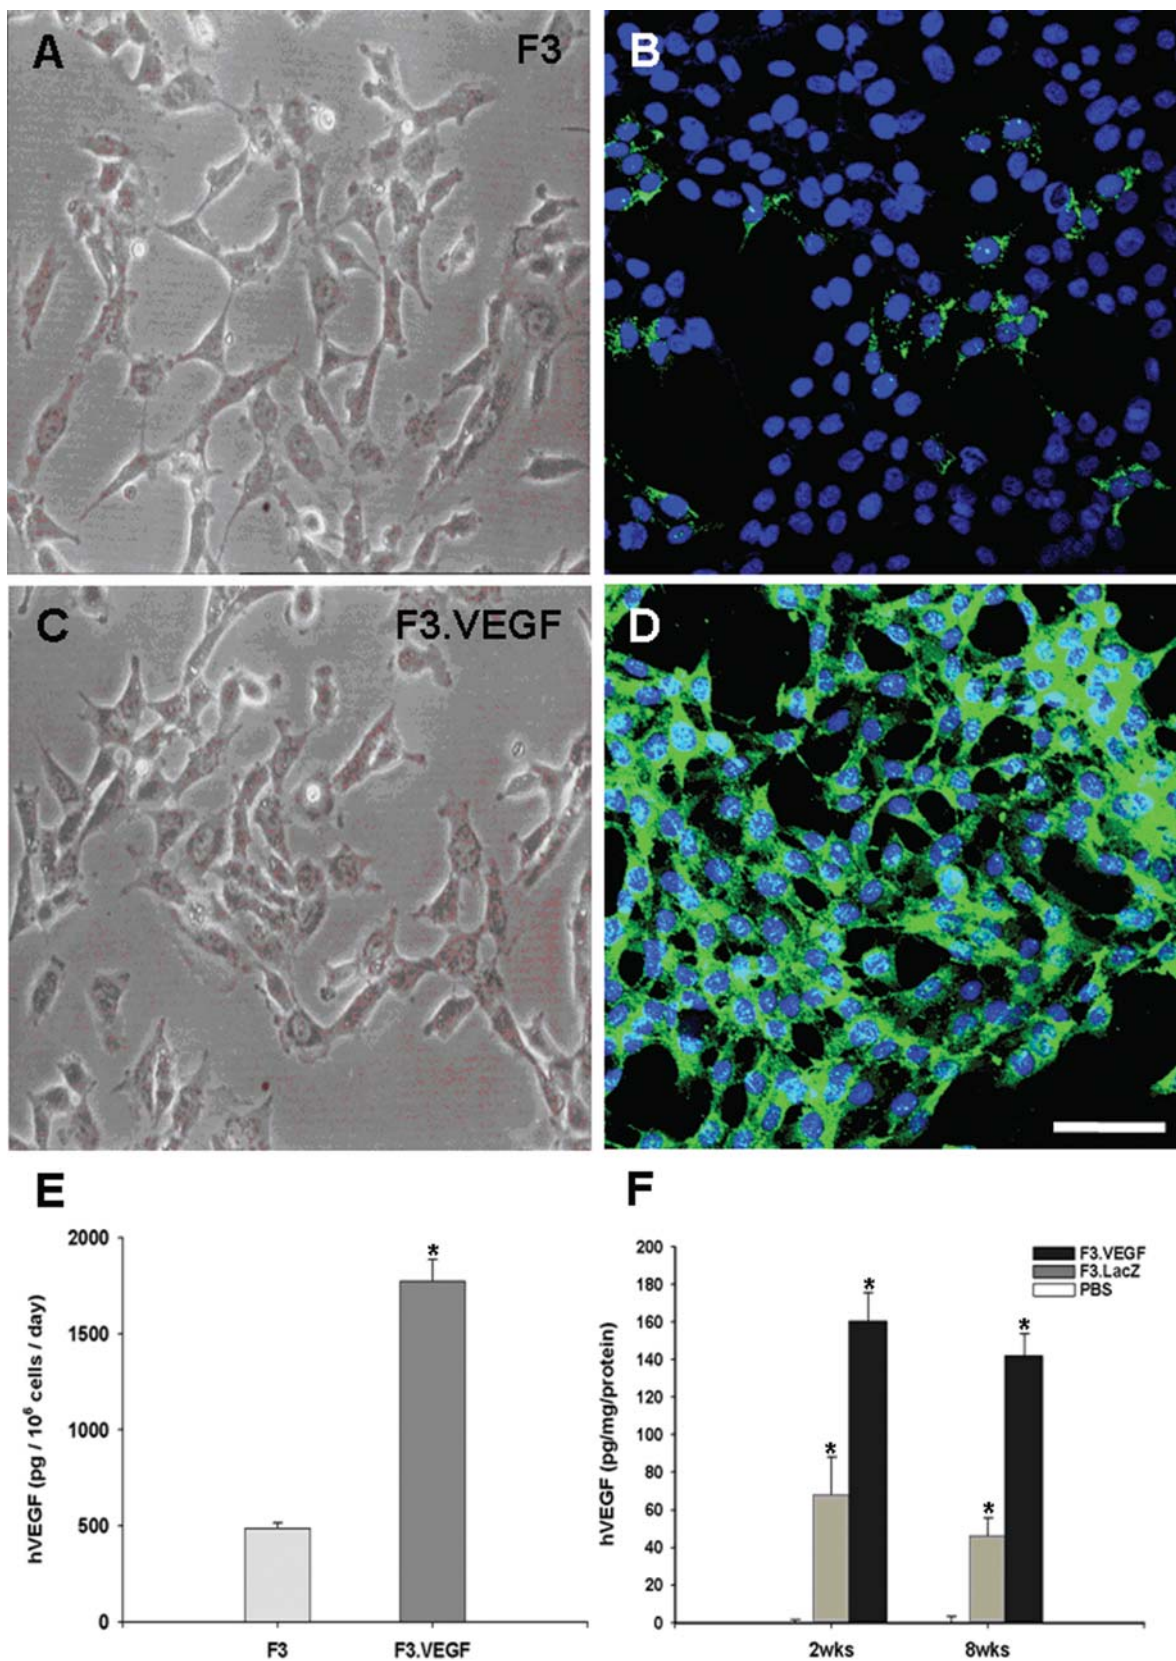 A
F3
B
C
F3.VEGF
D
E
2000
1500
1000
500
0
hVEGF (pg / 10⁶ cells / day)
*
F3
F3.VEGF
F
200
180
160
140
120
100
80
60
40
20
0
hVEGF (pg/mg/protein)
F3.VEGF
F3.LacZ
PBS
*
*
*
*
2wks
8wks